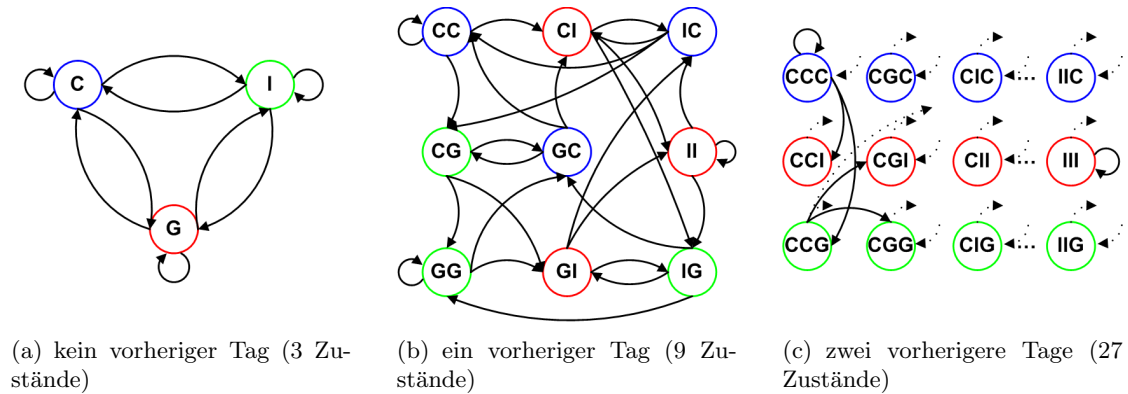 C
I
G
CC
CI
IC
CG
GC
II
GG
GI
IG
CCC
CGC
CIC
IIC
CCI
CGI
CII
III
CCG
CGG
CIG
IIG
(a) kein vorheriger Tag (3 Zu-
stände)
(b) ein vorheriger Tag (9 Zu-
stände)
(c) zwei vorherigere Tage (27
Zustände)